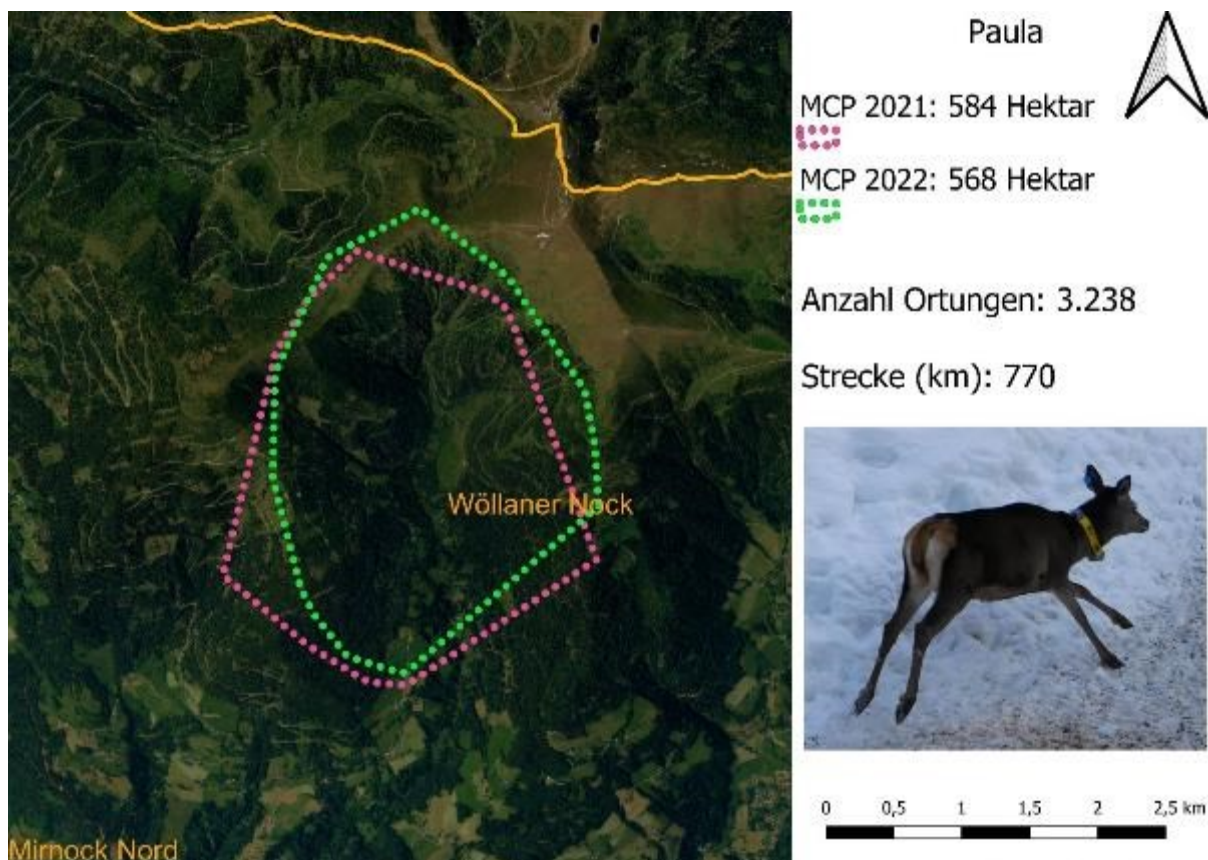 Paula
MCP 2021: 584 Hektar
MCP 2022: 568 Hektar
Anzahl Ortungen: 3.238
Strecke (km): 770
Wöllaner Nock
Mirnock Nord
0 0,5 1 1,5 2 2,5 km